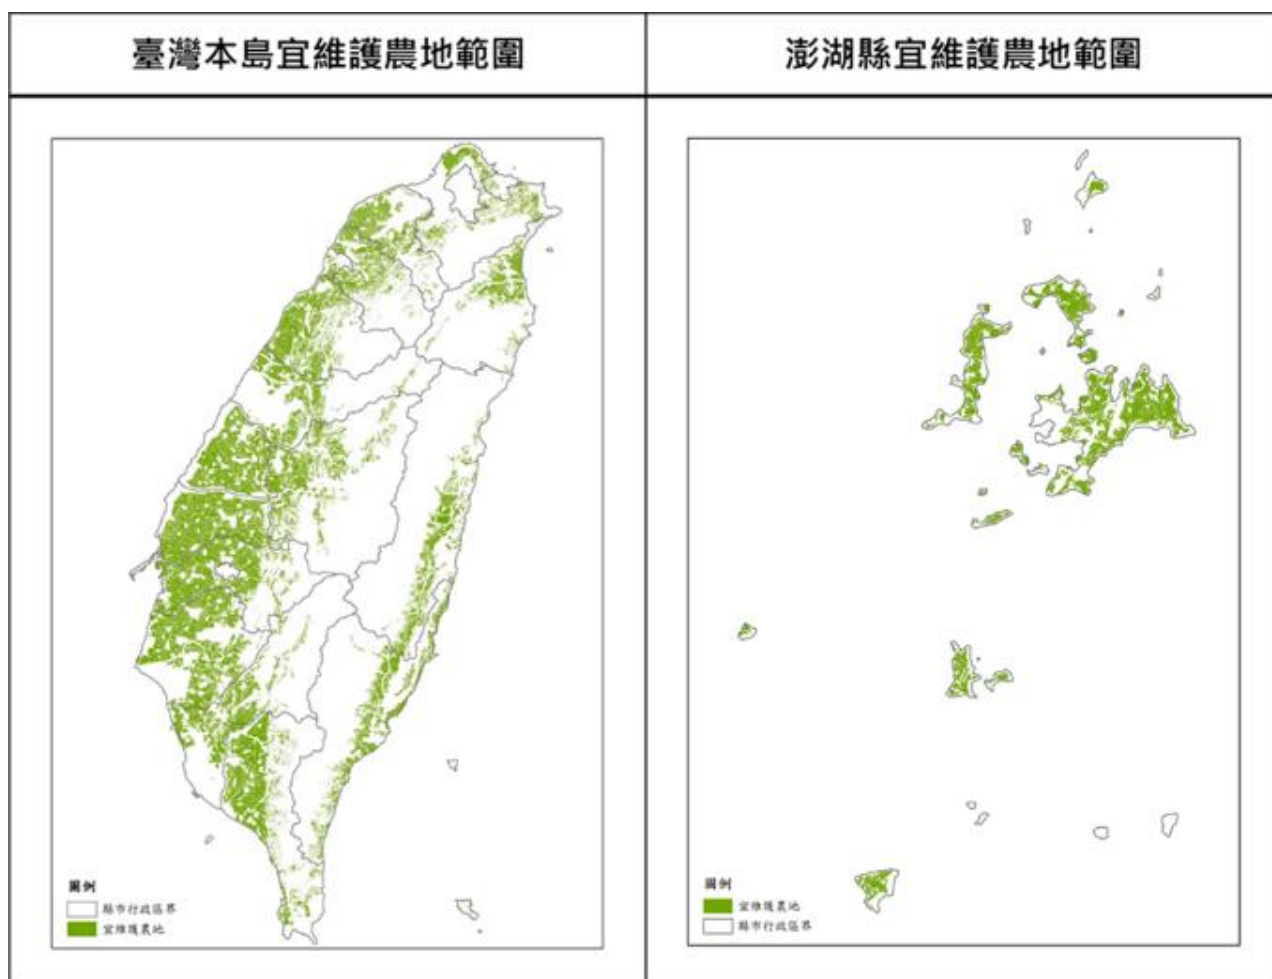 臺灣本島宜維護農地範圍
澎湖縣宜維護農地範圍
圖例
縣市行政區界
宜維護農地
圖例
宜維護農地
縣市行政區界